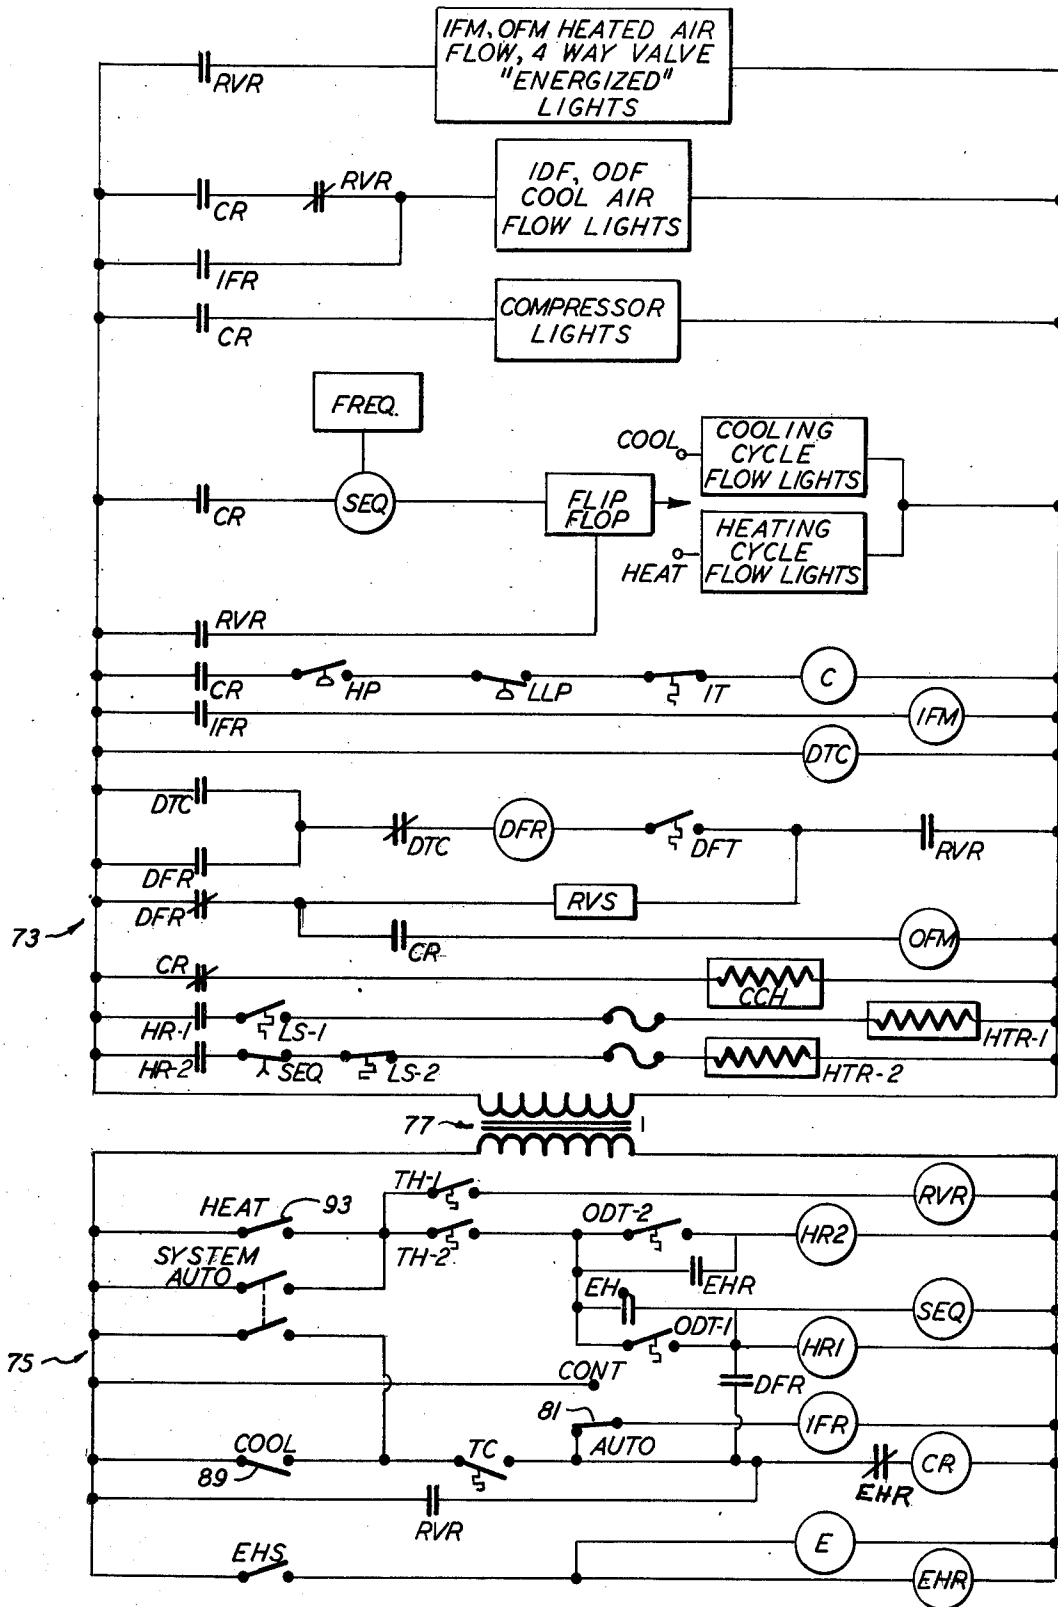 IFM, OFM HEATED AIR
FLOW, 4 WAY VALVE
"ENERGIZED"
LIGHTS
RVR
IDF, ODF
COOL AIR
FLOW LIGHTS
RVR
CR
IFR
COMPRESSOR
LIGHTS
CR
FREQ.
COOL
COOLING
CYCLE
FLOW LIGHTS
CR
SEQ
FLIP
FLOP
HEAT
HEATING
CYCLE
FLOW LIGHTS
RVR
CR
HP
LLP
IT
C
IFR
IFM
DTC
DTC
DTC
DFR
DFT
RVR
DFR
DFR
RVS
73
CR
OFM
CR
CCH
HR-1
LS-1
HTR-1
HR-2
SEQ
LS-2
HTR-2
77
1
TH-1
RVR
HEAT
93
ODT-2
TH-2
HR2
SYSTEM
AUTO
EHR
EH
SEQ
ODT-1
HR1
75
CONT
DFR
81
IFR
AUTO
COOL
TC
89
EHR
CR
RVR
E
EHS
EHR